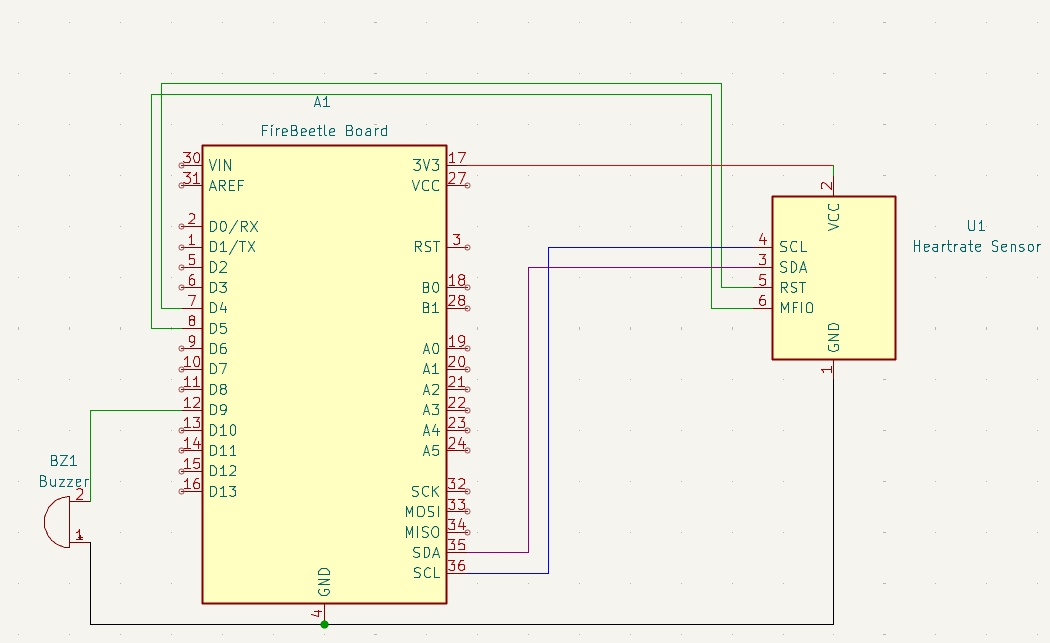 A1
FireBeetle Board
30 VIN 3V3 17
31 AREF VCC 27
2 VCC
2 D0/RX
U1
1 D1/TX RST 3
4 SCL
Heartrate Sensor
5 D2
3 SDA
6 D3 B0 18
5 RST
7 D4 B1 28
6 MFIO
8 D5
GND 1
9 D6 A0 19
10 D7 A1 20
11 D8 A2 21
12 D9 A3 22
13 D10 A4 23
14 D11 A5 24
BZ1
Buzzer
2
1
15 D12
16 D13 SCK 32
MOSI 33
MISO 34
SDA 35
SCL 36
GND 4